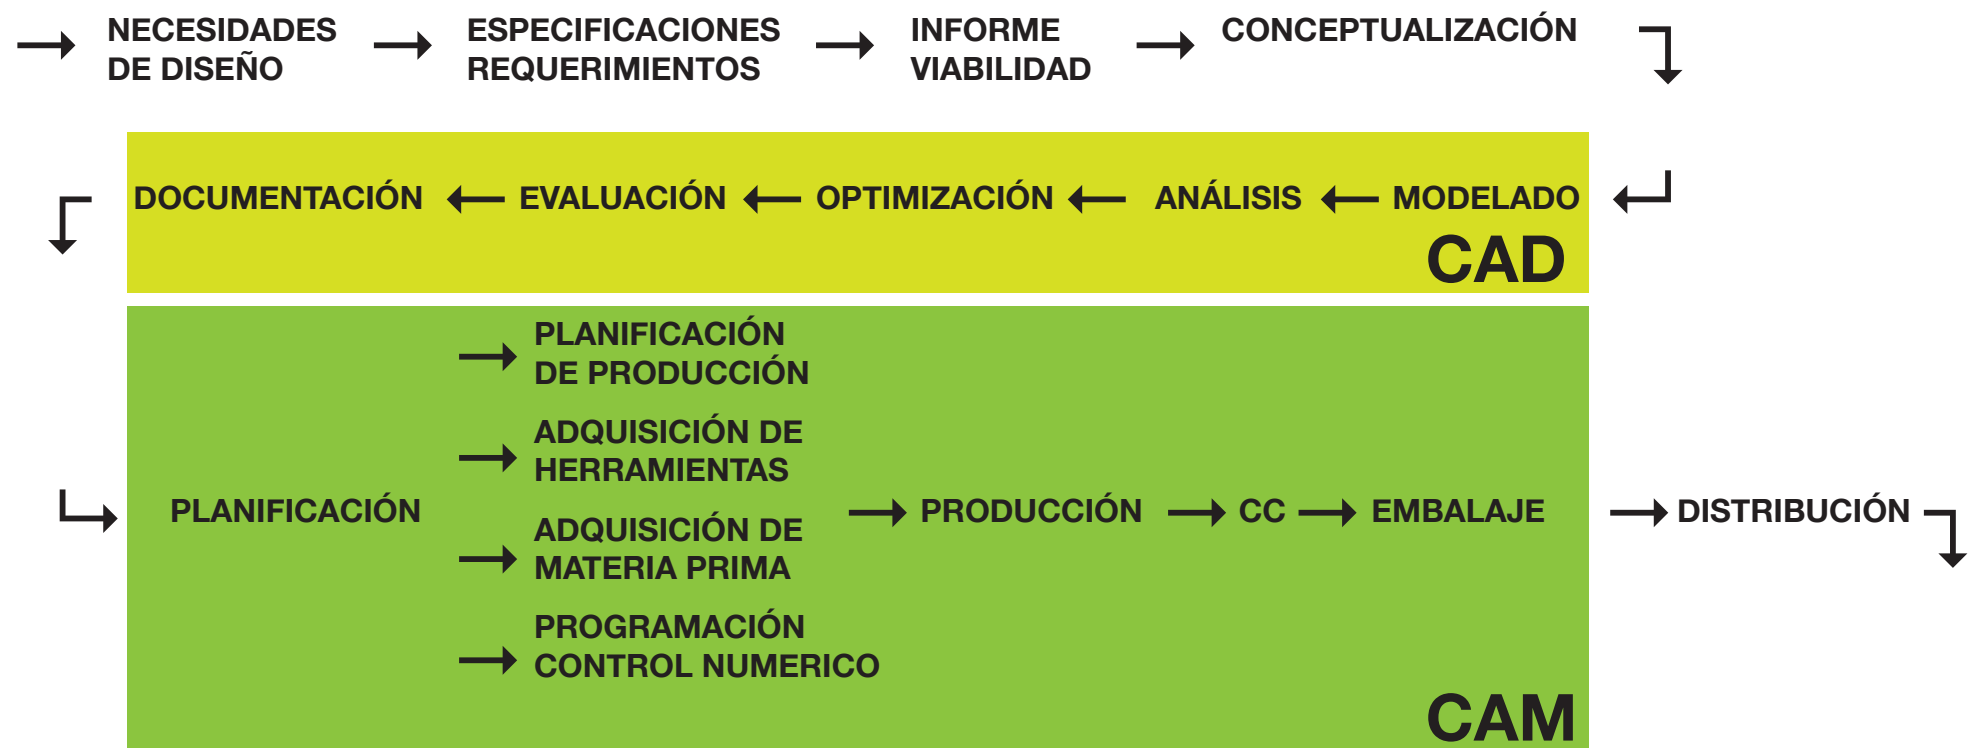 NECESIDADES
DE DISEÑO
ESPECIFICACIONES
REQUERIMIENTOS
INFORME
VIABILIDAD
CONCEPTUALIZACIÓN
DOCUMENTACIÓN
EVALUACIÓN
OPTIMIZACIÓN
ANÁLISIS
MODELADO
CAD
PLANIFICACIÓN
PLANIFICACIÓN
DE PRODUCCIÓN
ADQUISICIÓN DE
HERRAMIENTAS
ADQUISICIÓN DE
MATERIA PRIMA
PROGRAMACIÓN
CONTROL NUMERICO
PRODUCCIÓN
CC
EMBALAJE
DISTRIBUCIÓN
CAM